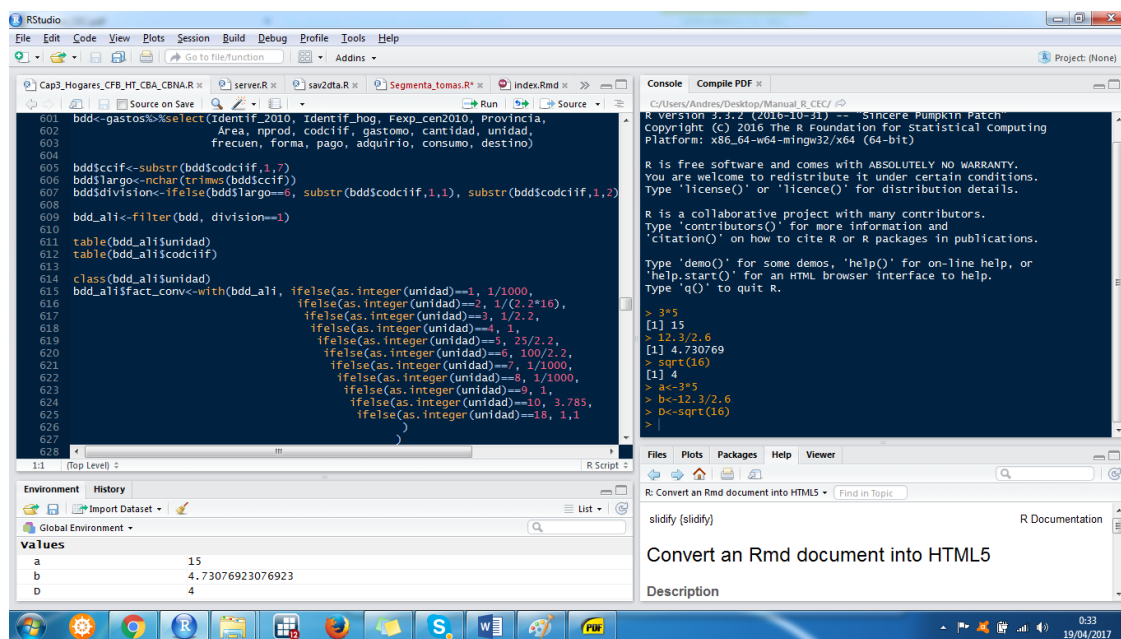 RStudio
File Edit Code View Plots Session Build Debug Profile Tools Help
Go to file/function Addins Project: (None)
Cap3_Hogares_CFB_HT_CBA_CBNA.R server.R sav2dta.R Segmenta_tomas.R* index.Rmd
Source on Save Run Source
601 bdd<-gastos%>%select(Identif_2010, Identif_hog, Fexp_cen2010, Provincia,
602 Área, nprod, codciif, gastomo, cantidad, unidad,
603 frecuen, forma, pago, adquirio, consumo, destino)
604
605 bdd$ccif<-substr(bdd$codciif,1,7)
606 bdd$largo<-nchar(trimws(bdd$ccif))
607 bdd$division<-ifelse(bdd$largo==6, substr(bdd$codciif,1,1), substr(bdd$codciif,1,2)
608
609 bdd_ali<-filter(bdd, division==1)
610
611 table(bdd_ali$unidad)
612 table(bdd_ali$codciif)
613
614 class(bdd_ali$unidad)
615 bdd_ali$fact_conv<-with(bdd_ali, ifelse(as.integer(unidad)==1, 1/1000,
616 ifelse(as.integer(unidad)==2, 1/(2.2*16),
617 ifelse(as.integer(unidad)==3, 1/2.2,
618 ifelse(as.integer(unidad)==4, 1,
619 ifelse(as.integer(unidad)==5, 25/2.2,
620 ifelse(as.integer(unidad)==6, 100/2.2,
621 ifelse(as.integer(unidad)==7, 1/1000,
622 ifelse(as.integer(unidad)==8, 1/1000,
623 ifelse(as.integer(unidad)==9, 1,
624 ifelse(as.integer(unidad)==10, 3.785,
625 ifelse(as.integer(unidad)==18, 1,1
626 )
627 )
628
1:1 (Top Level) R Script
Environment History
Import Dataset List
Global Environment
Values
a 15
b 4.73076923076923
D 4
Console Compile PDF
C:/Users/Andres/Desktop/Manual_R_CEC/
R version 3.3.2 (2016-10-31) -- "Sincere Pumpkin Patch"
Copyright (C) 2016 The R Foundation for Statistical Computing
Platform: x86_64-w64-mingw32/x64 (64-bit)
R is free software and comes with ABSOLUTELY NO WARRANTY.
You are welcome to redistribute it under certain conditions.
Type 'license()' or 'licence()' for distribution details.
R is a collaborative project with many contributors.
Type 'contributors()' for more information and
'citation()' on how to cite R or R packages in publications.
Type 'demo()' for some demos, 'help()' for on-line help, or
'help.start()' for an HTML browser interface to help.
Type 'q()' to quit R.
> 3*5
[1] 15
> 12.3/2.6
[1] 4.730769
> sqrt(16)
[1] 4
> a<-3*5
> b<-12.3/2.6
> D<-sqrt(16)
>
Files Plots Packages Help Viewer
R: Convert an Rmd document into HTML5 Find in Topic
slidify {slidify} R Documentation
Convert an Rmd document into HTML5
Description
12
PDF
0:33
19/04/2017